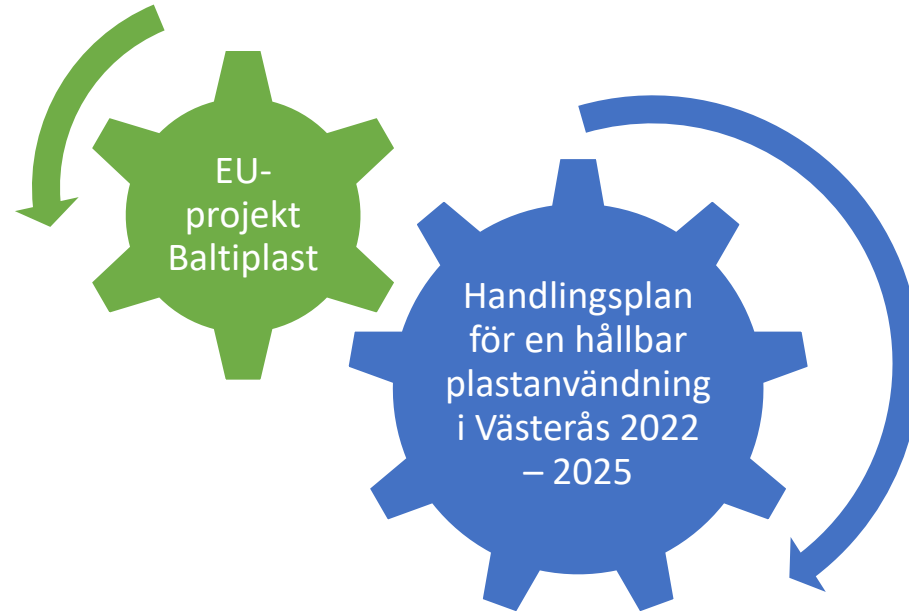 EU-
projekt
Baltiplast
Handlingsplan
för en hållbar
plastanvändning
i Västerås 2022
– 2025